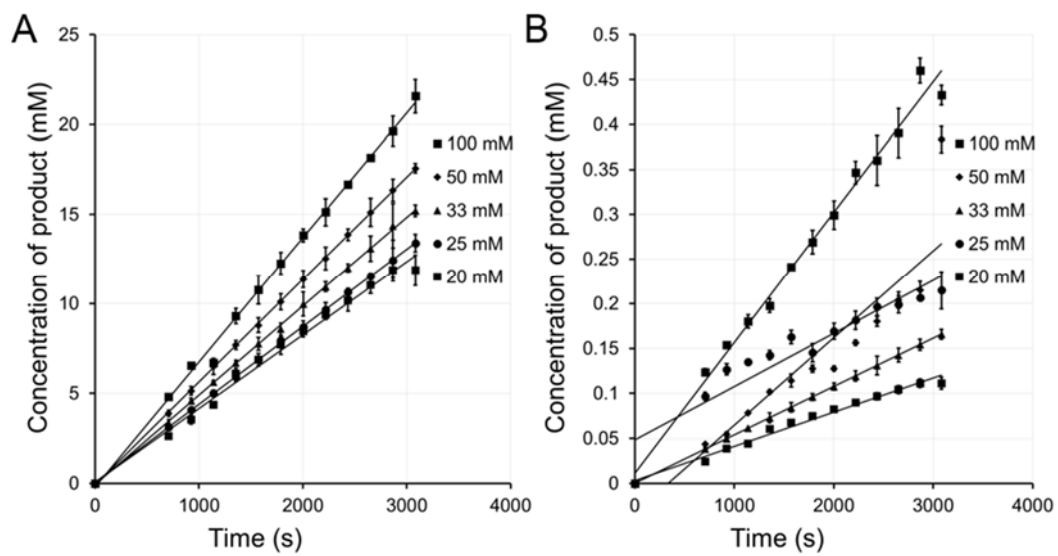 A
Concentration of product (mM)
25
20
15
10
5
0
0
1000
2000
3000
4000
Time (s)
100 mM
50 mM
33 mM
25 mM
20 mM
B
Concentration of product (mM)
0.5
0.45
0.4
0.35
0.3
0.25
0.2
0.15
0.1
0.05
0
0
1000
2000
3000
4000
Time (s)
100 mM
50 mM
33 mM
25 mM
20 mM